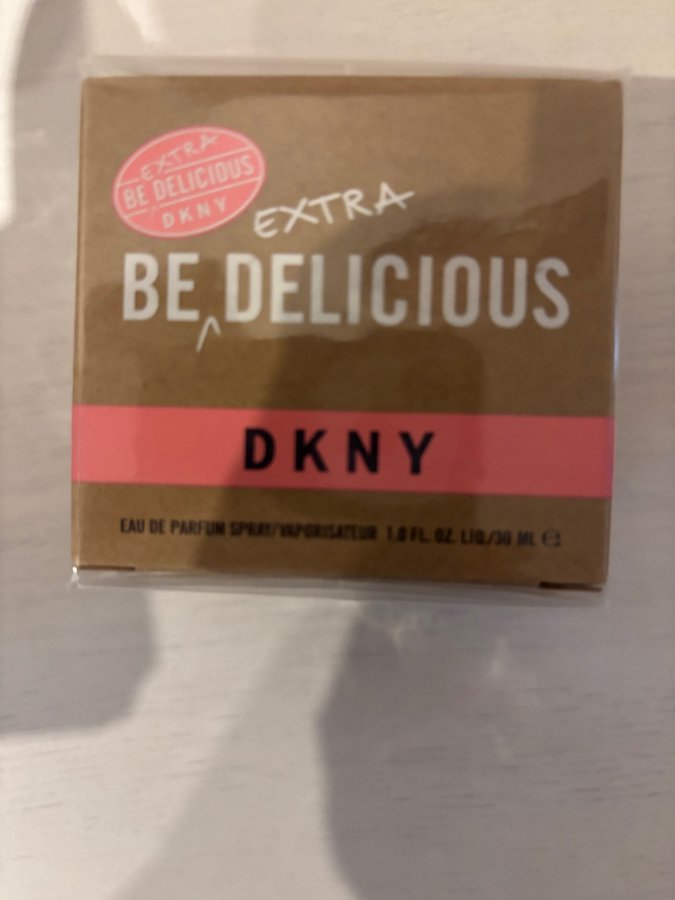 EXTRA
BE DELICIOUS
DKNY
EXTRA
BE DELICIOUS
DKNY
EAU DE PARFUM SPRAY/VAPORISATEUR 1.0 FL. OZ. LIQ./30 ML ℮